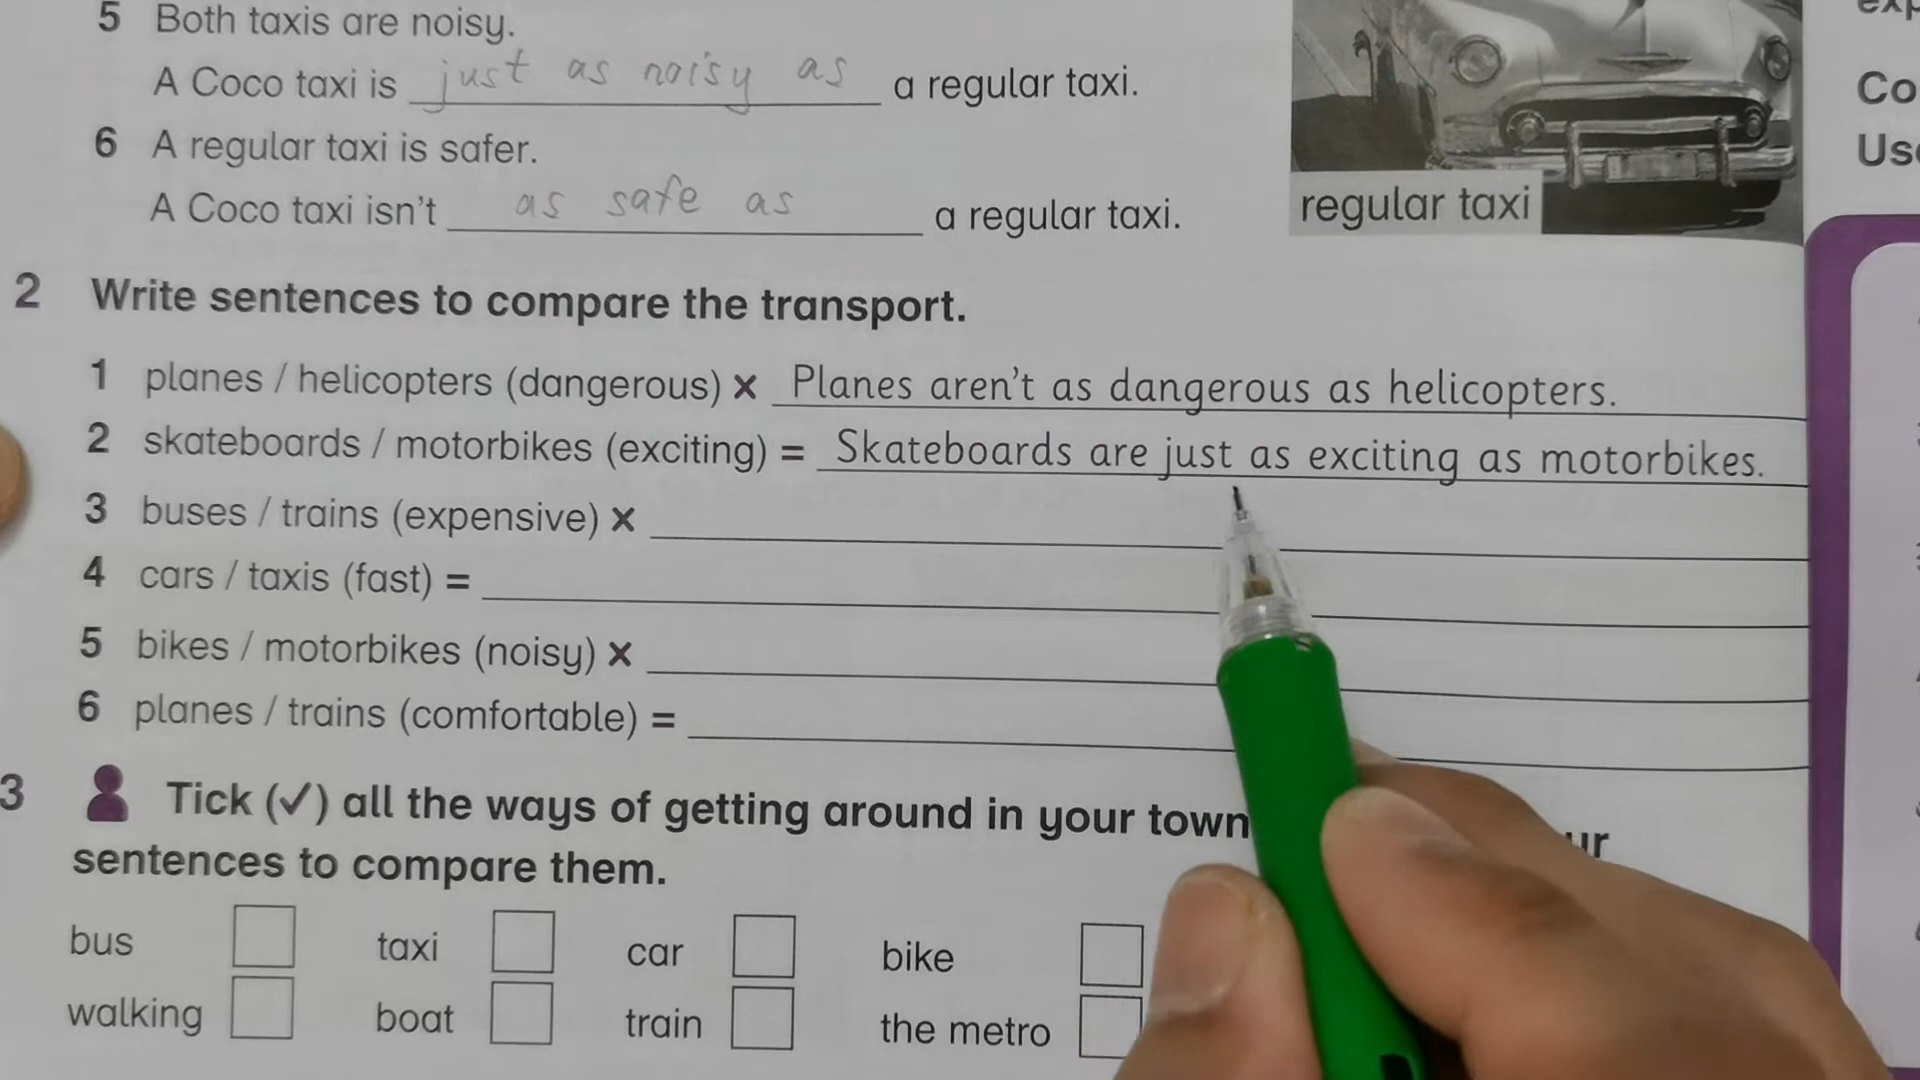 5 Both taxis are noisy.
A Coco taxi is just as noisy as a regular taxi.
6 A regular taxi is safer.
A Coco taxi isn't as safe as a regular taxi.
regular taxi
Co
2 Write sentences to compare the transport.
1 planes / helicopters (dangerous) ✗ Planes aren't as dangerous as helicopters.
2 skateboards / motorbikes (exciting) = Skateboards are just as exciting as motorbikes.
3 buses / trains (expensive) ✗
4 cars / taxis (fast) =
5 bikes / motorbikes (noisy) ✗
6 planes / trains (comfortable) =
3 Tick (✓) all the ways of getting around in your town
sentences to compare them.
bus taxi car bike
walking boat train the metro